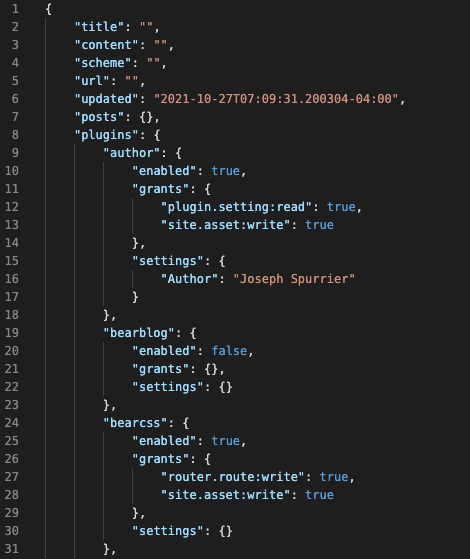 1 {
2     "title": "",
3     "content": "",
4     "scheme": "",
5     "url": "",
6     "updated": "2021-10-27T07:09:31.200304-04:00",
7     "posts": {},
8     "plugins": {
9         "author": {
10             "enabled": true,
11             "grants": {
12                 "plugin.setting:read": true,
13                 "site.asset:write": true
14             },
15             "settings": {
16                 "Author": "Joseph Spurrier"
17             }
18         },
19         "bearblog": {
20             "enabled": false,
21             "grants": {},
22             "settings": {}
23         },
24         "bearcss": {
25             "enabled": true,
26             "grants": {
27                 "router.route:write": true,
28                 "site.asset:write": true
29             },
30             "settings": {}
31         },